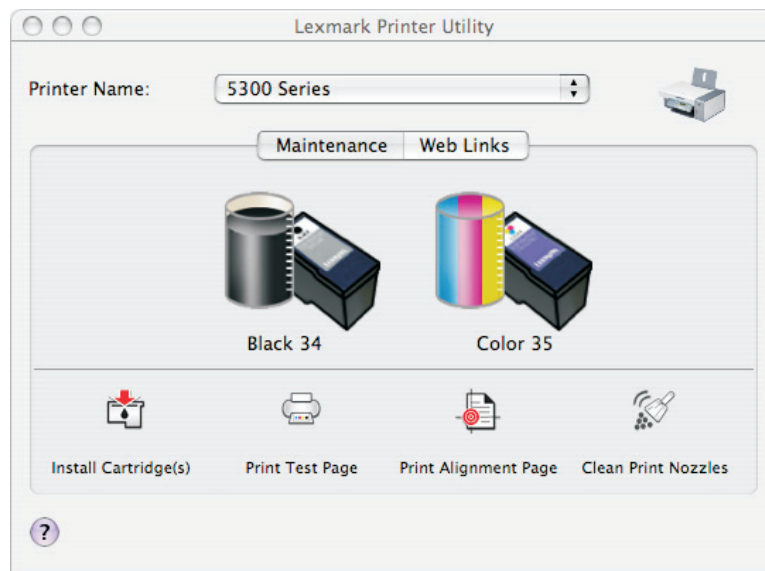 Lexmark Printer Utility
Printer Name: 5300 Series
Maintenance Web Links
Black 34 Color 35
Install Cartridge(s) Print Test Page Print Alignment Page Clean Print Nozzles
?